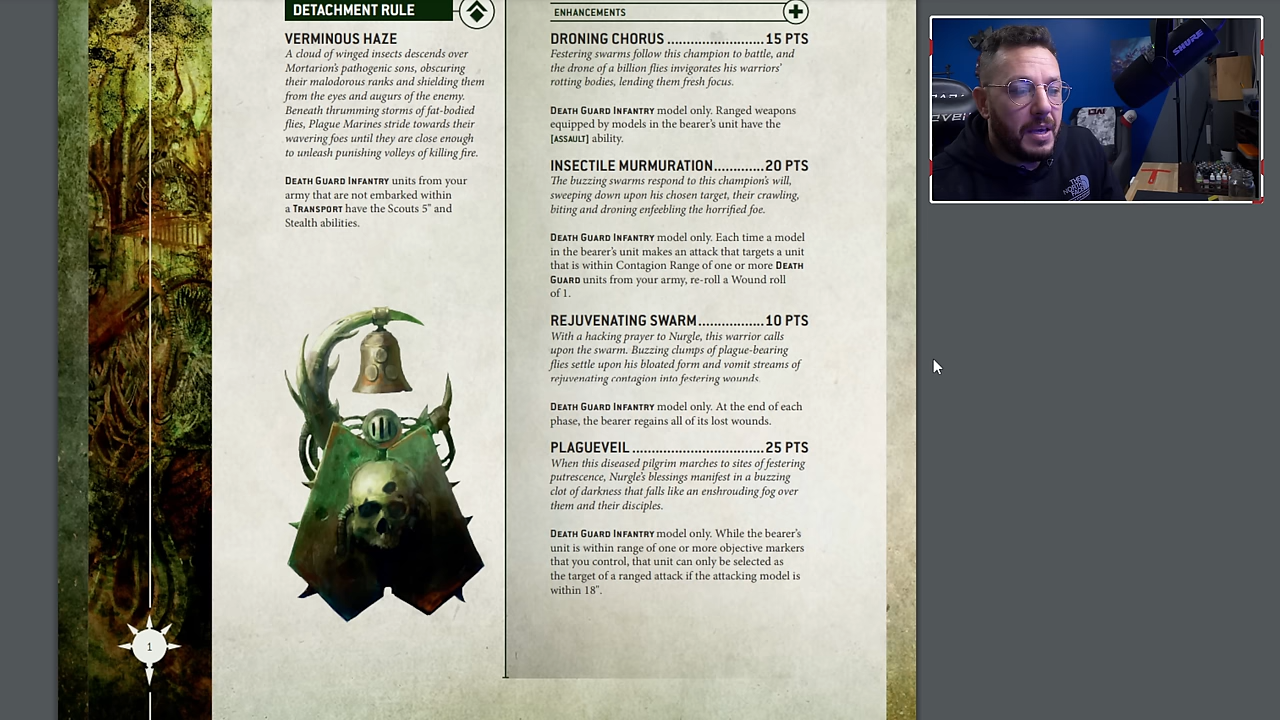 DETACHMENT RULE
VERMINOUS HAZE
A cloud of winged insects descends over
Mortarion's pathogenic sons, obscuring
their malodorous ranks and shielding them
from the eyes and augurs of the enemy.
Beneath thrumming storms of fat-bodied
flies, Plague Marines stride towards their
wavering foes until they are close enough
to unleash punishing volleys of killing fire.
DEATH GUARD INFANTRY units from your
army that are not embarked within
a TRANSPORT have the Scouts 5" and
Stealth abilities.
1
ENHANCEMENTS
DRONING CHORUS ........................15 PTS
Festering swarms follow this champion to battle, and
the drone of a billion flies invigorates his warriors'
rotting bodies, lending them fresh focus.
DEATH GUARD INFANTRY model only. Ranged weapons
equipped by models in the bearer's unit have the
[ASSAULT] ability.
INSECTILE MURMURATION............20 PTS
The buzzing swarms respond to this champion's will,
sweeping down upon his chosen target, their crawling,
biting and droning enfeebling the horrified foe.
DEATH GUARD INFANTRY model only. Each time a model
in the bearer's unit makes an attack that targets a unit
that is within Contagion Range of one or more DEATH
GUARD units from your army, re-roll a Wound roll
of 1.
REJUVENATING SWARM................10 PTS
With a hacking prayer to Nurgle, this warrior calls
upon the swarm. Buzzing clumps of plague-bearing
flies settle upon his bloated form and vomit streams of
rejuvenating contagion into festering wounds.
DEATH GUARD INFANTRY model only. At the end of each
phase, the bearer regains all of its lost wounds.
PLAGUEVEIL ................................25 PTS
When this diseased pilgrim marches to sites of festering
putrescence, Nurgle's blessings manifest in a buzzing
clot of darkness that falls like an enshrouding fog over
them and their disciples.
DEATH GUARD INFANTRY model only. While the bearer's
unit is within range of one or more objective markers
that you control, that unit can only be selected as
the target of a ranged attack if the attacking model is
within 18".
SHURE
THE
NORTH
FACE